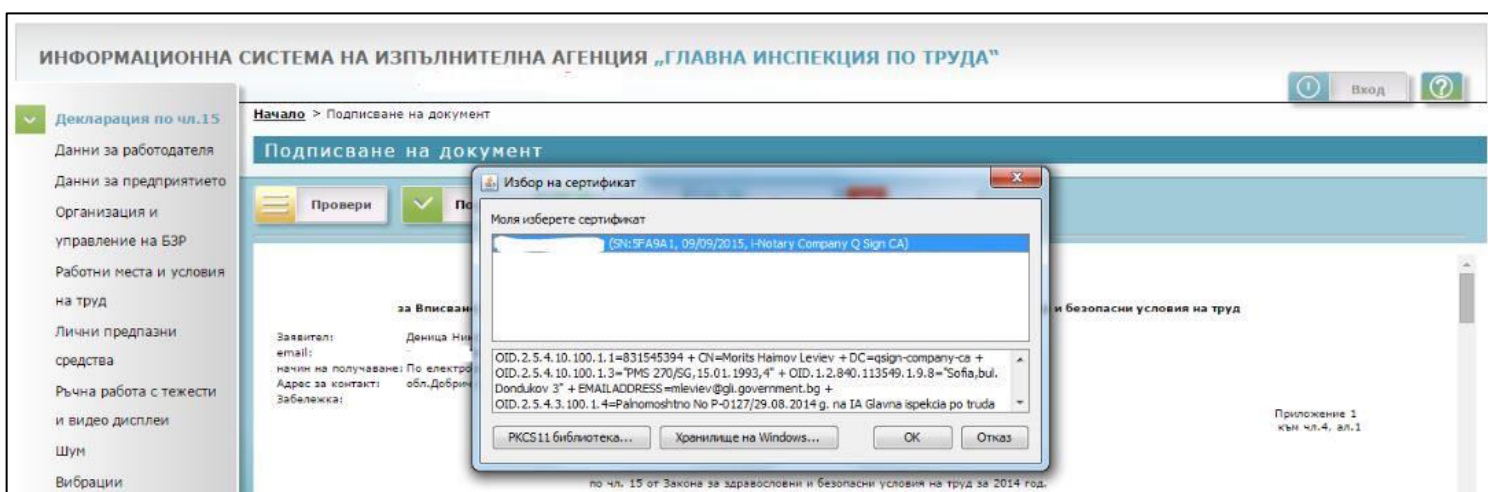 ИНФОРМАЦИОННА СИСТЕМА НА ИЗПЪЛНИТЕЛНА АГЕНЦИЯ „ГЛАВНА ИНСПЕКЦИЯ ПО ТРУДА“
Вход
Декларация по чл.15
Данни за работодателя
Данни за предприятието
Организация и
управление на БЗР
Работни места и условия
на труд
Лични предпазни
средства
Ръчна работа с тежести
и видео дисплеи
Шум
Вибрации
Начало > Подписване на документ
Подписване на документ
Провери
По
за Вписван
и безопасни условия на труд
Заявител: Деница Ник
email: -
начин на получаване: По електро
Адрес за контакт: обл.Добрич
Забележка:
Приложение 1
към чл.4, ал.1
по чл. 15 от Закона за здравословни и безопасни условия на труд за 2014 год.
Избор на сертификат
Моля изберете сертификат
(SN:5FA9A1, 09/09/2015, i-Notary Company Q Sign CA)
OID.2.5.4.10.100.1.1=831545394 + CN=Morits Haimov Leviev + DC=qsign-company-ca +
OID.2.5.4.10.100.1.3="PMS 270/SG,15.01.1993,4" + OID.1.2.840.113549.1.9.8="Sofia,bul.
Dondukov 3" + EMAILADDRESS=mleviev@gli.government.bg +
OID.2.5.4.3.100.1.4=Palnomoshtno No P-0127/29.08.2014 g. na IA Glavna ispekcia po truda
PKCS11 библиотека...
Хранилище на Windows...
OK
Отказ